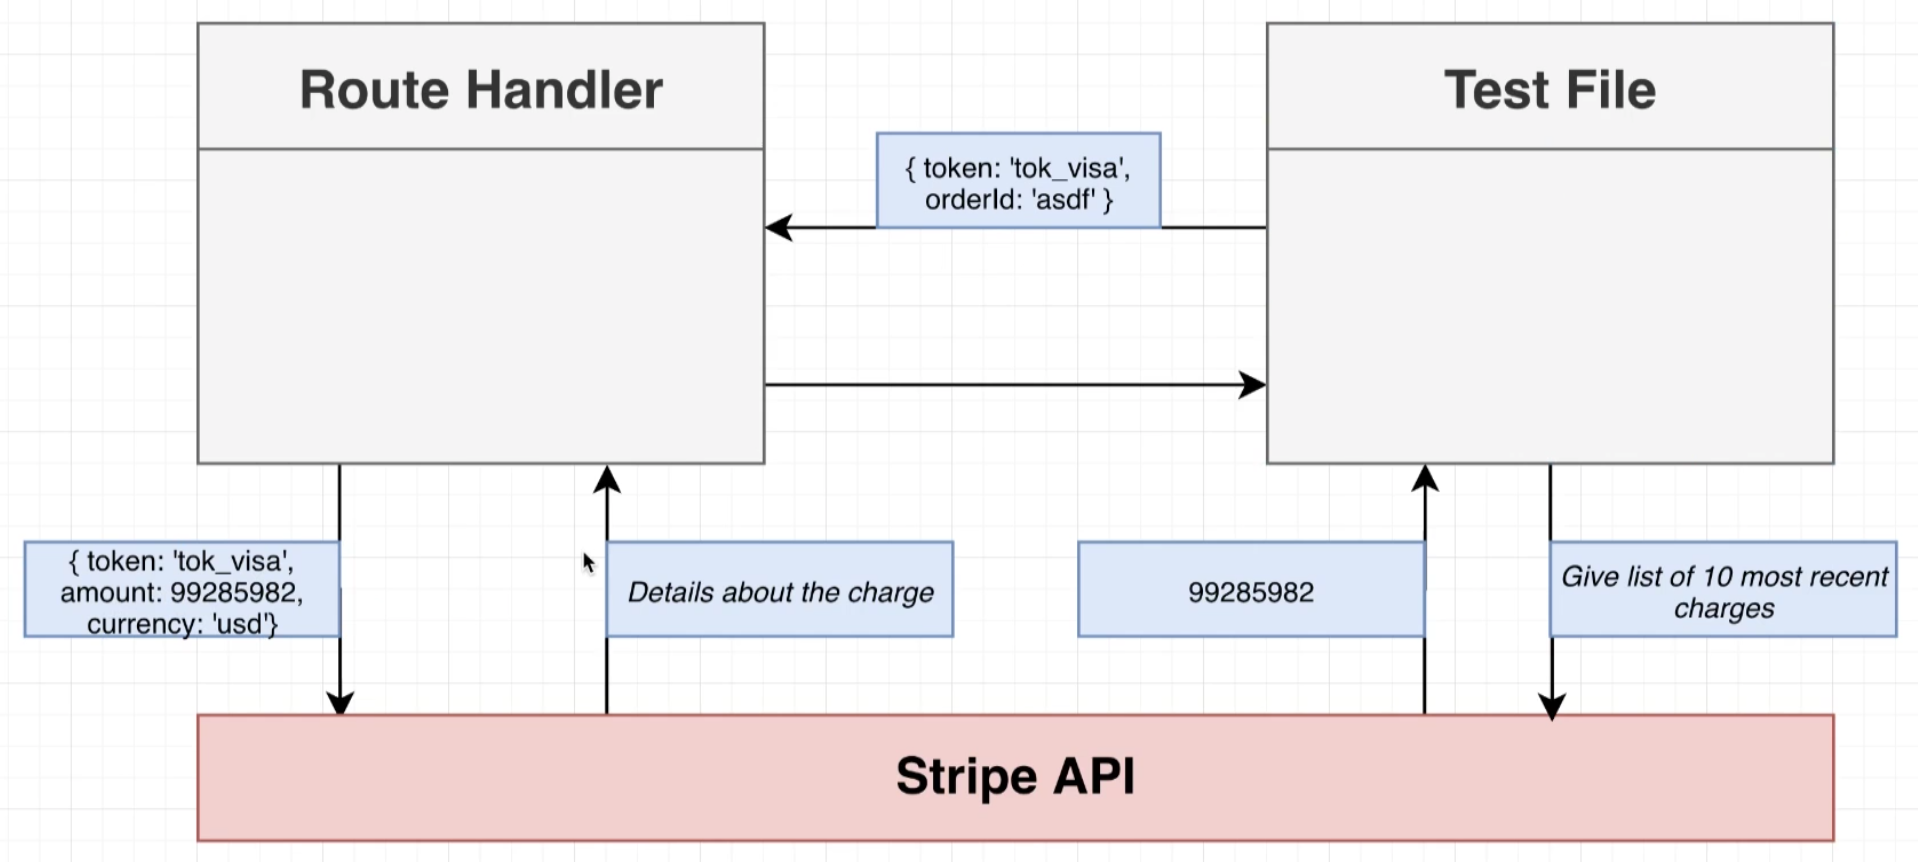 Route Handler
Test File
{ token: 'tok_visa',
orderId: 'asdf' }
{ token: 'tok_visa',
amount: 99285982,
currency: 'usd'}
Details about the charge
99285982
Give list of 10 most recent
charges
Stripe API